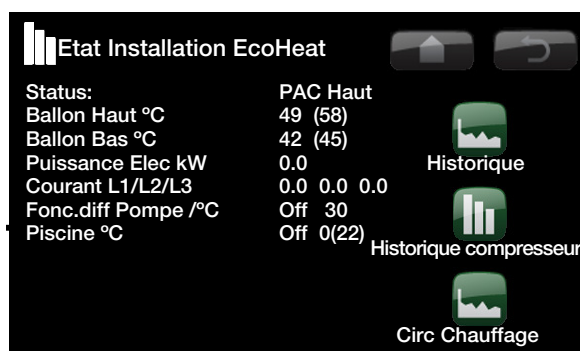 Etat Installation EcoHeat
Status: PAC Haut
Ballon Haut ºC 49 (58)
Ballon Bas ºC 42 (45)
Puissance Elec kW 0.0
Courant L1/L2/L3 0.0 0.0 0.0
Fonc.diff Pompe /ºC Off 30
Piscine ºC Off 0(22)
Historique
Historique compresseur
Circ Chauffage